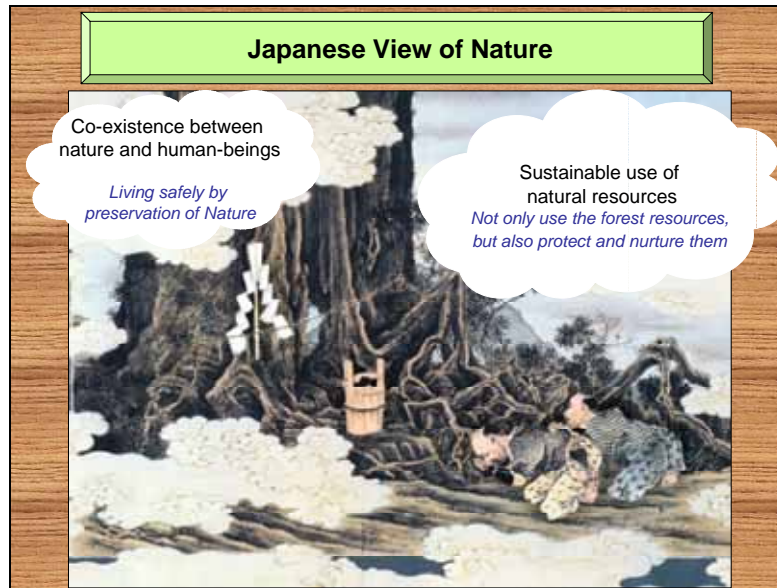 Japanese View of Nature
Co-existence between
nature and human-beings
Living safely by
preservation of Nature
Sustainable use of
natural resources
Not only use the forest resources,
but also protect and nurture them